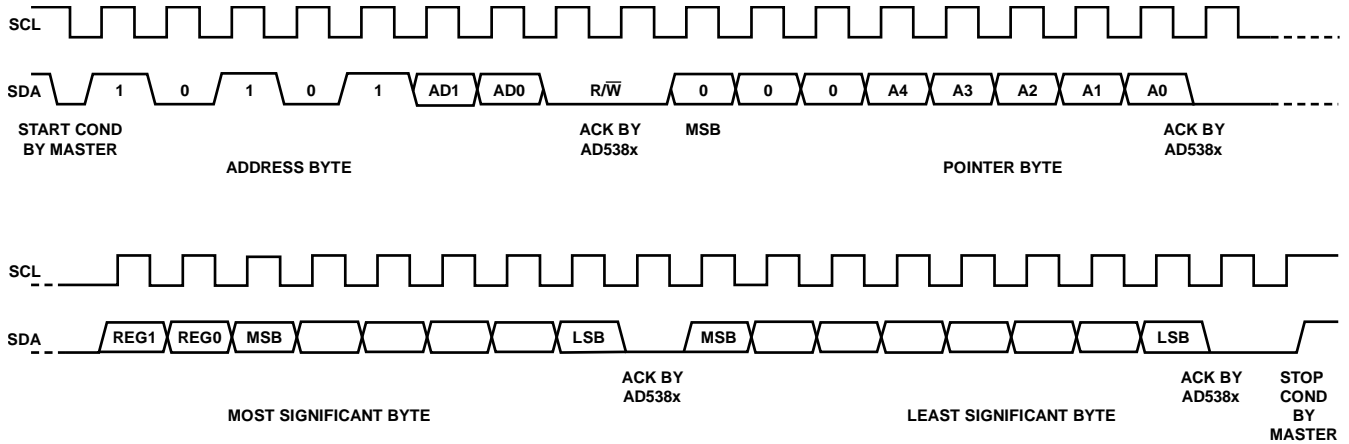 SCL
SDA 1 0 1 0 1 AD1 AD0 R/W̅ 0 0 0 A4 A3 A2 A1 A0
START COND ACK BY MSB ACK BY
BY MASTER AD538x AD538x
ADDRESS BYTE POINTER BYTE
SCL
SDA REG1 REG0 MSB LSB MSB LSB
ACK BY ACK BY STOP
AD538x AD538x COND
MOST SIGNIFICANT BYTE LEAST SIGNIFICANT BYTE BY
MASTER